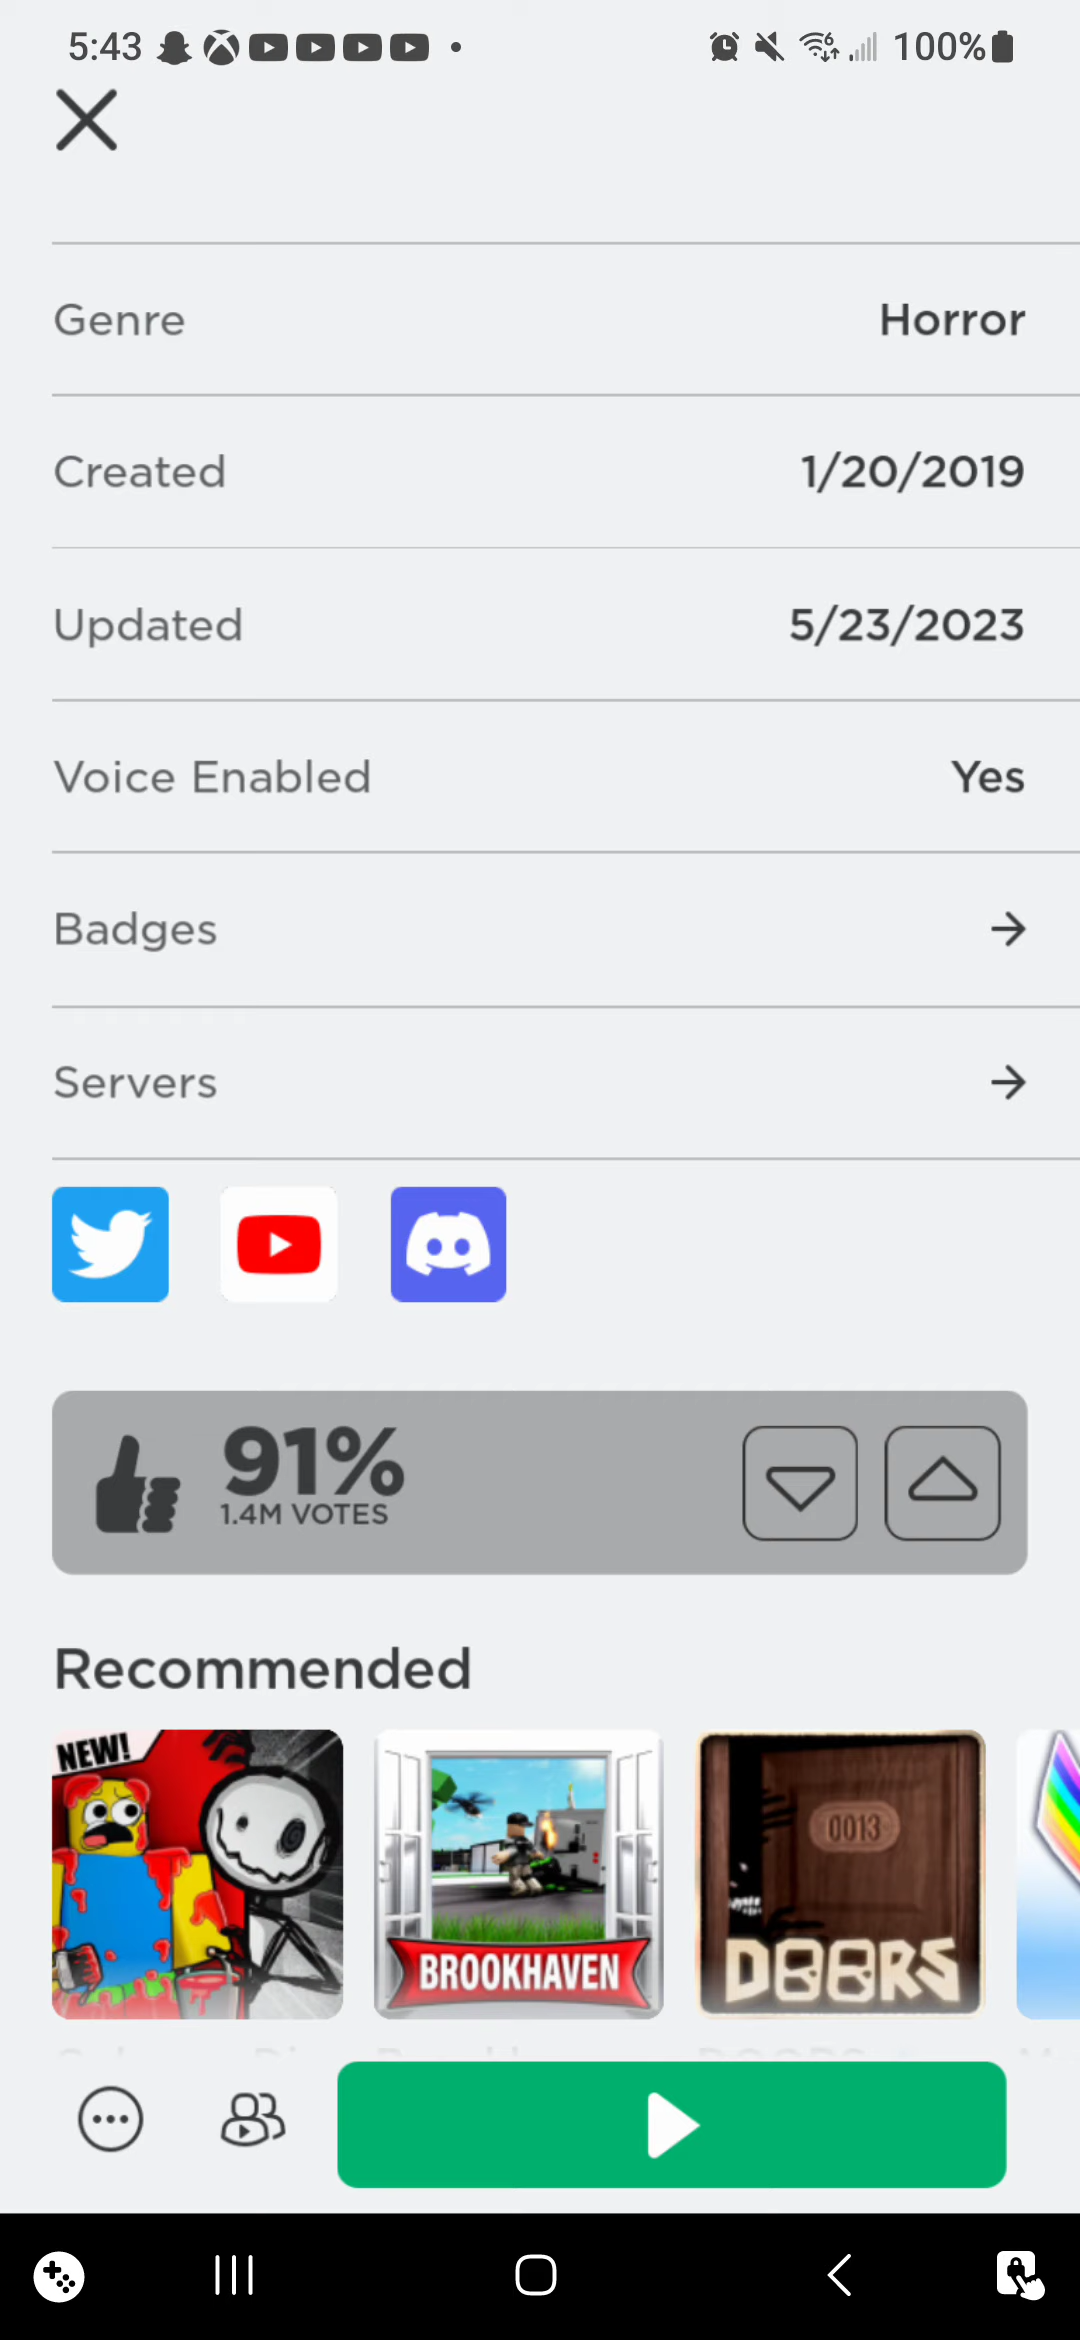 5:43 100%
Genre Horror
Created 1/20/2019
Updated 5/23/2023
Voice Enabled Yes
Badges
Servers
91%
1.4M VOTES
Recommended
NEW!
BROOKHAVEN
0013
DOORS